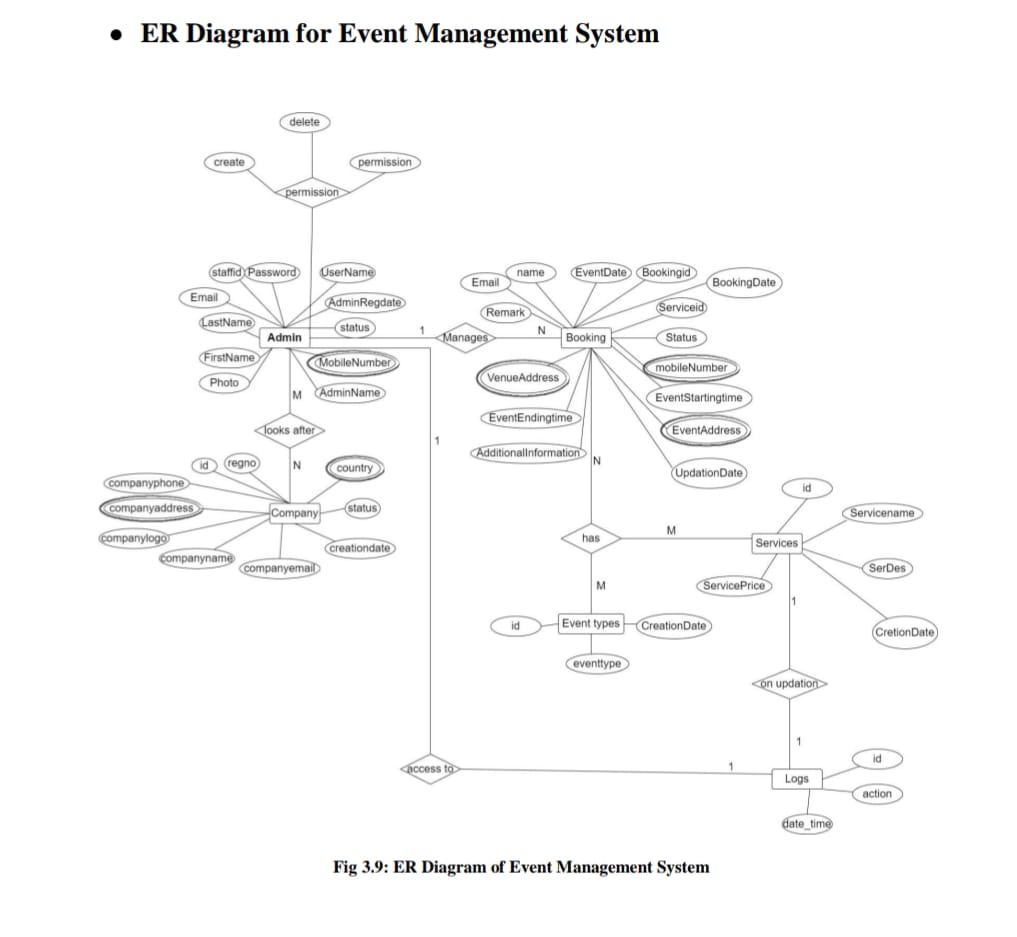 • ER Diagram for Event Management System
delete
create
permission
permission
staffid
Password
UserName
Email
AdminRegdate
LastName
status
Admin
FirstName
MobileNumber
Photo
AdminName
M
looks after
N
1
Manages
N
1
Email
name
EventDate
Bookingid
BookingDate
Remark
Serviceid
Booking
Status
VenueAddress
mobileNumber
EventStartingtime
EventEndingtime
EventAddress
AdditionalInformation
UpdationDate
N
id
regno
country
companyphone
companyaddress
Company
status
companylogo
companyname
creationdate
companyemail
has
M
M
id
Servicename
Services
SerDes
ServicePrice
CretionDate
1
id
Event types
CreationDate
eventtype
on updation
1
access to
1
Logs
id
action
date_time
Fig 3.9: ER Diagram of Event Management System